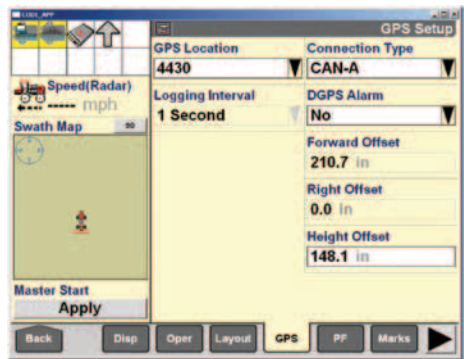 GPS Setup
GPS Location
4430
Connection Type
CAN-A
Speed(Radar)
----- mph
Logging Interval
1 Second
DGPS Alarm
No
Swath Map
Forward Offset
210.7 in
Right Offset
0.0 in
Height Offset
148.1 in
Master Start
Apply
Back
Disp
Oper
Layout
GPS
PF
Marks